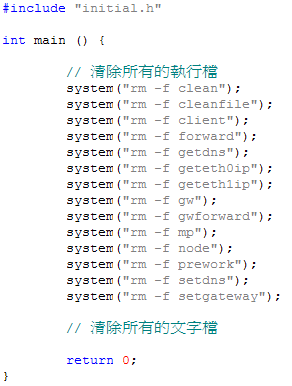 #include "initial.h"
int main () {
// 清除所有的執行檔
system("rm -f clean");
system("rm -f cleanfile");
system("rm -f client");
system("rm -f forward");
system("rm -f getdns");
system("rm -f geteth0ip");
system("rm -f geteth1ip");
system("rm -f gw");
system("rm -f gwforward");
system("rm -f mp");
system("rm -f node");
system("rm -f prework");
system("rm -f setdns");
system("rm -f setgateway");
// 清除所有的文字檔
return 0;
}